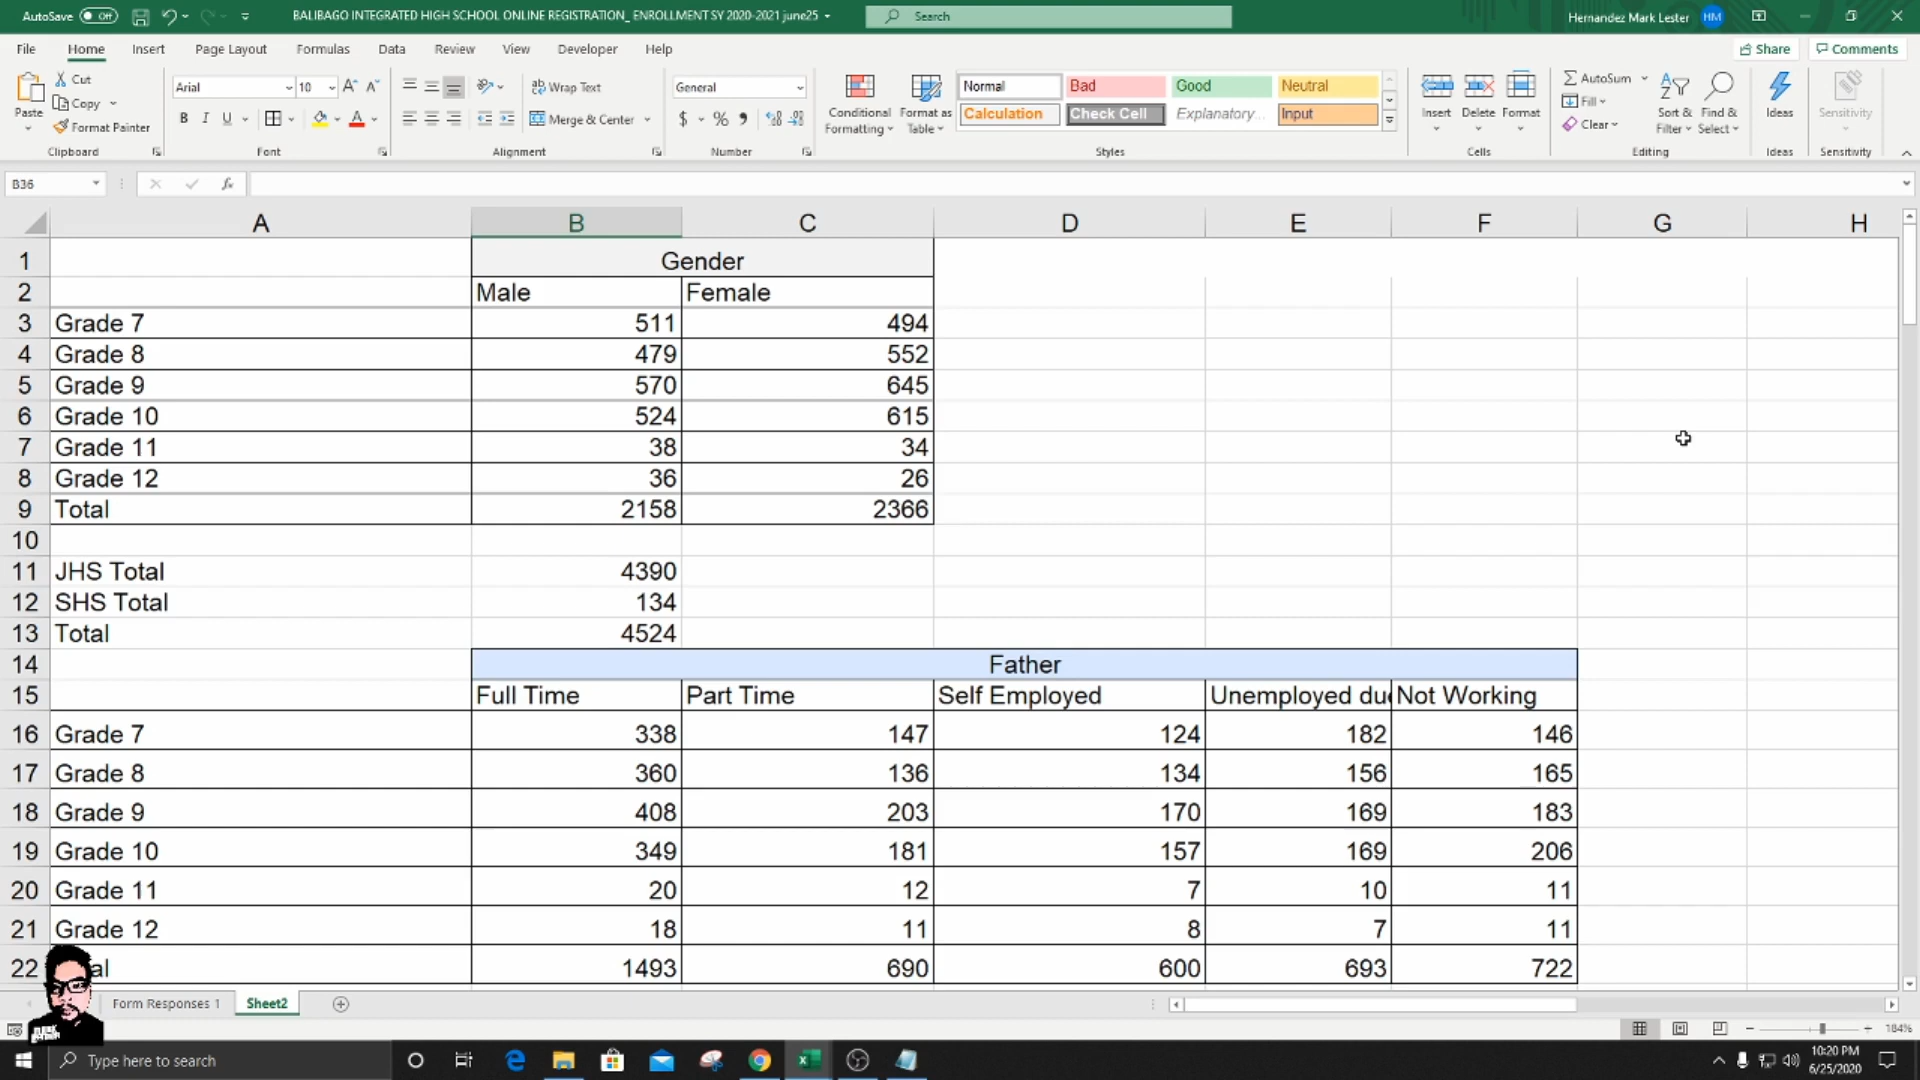 AutoSave Off BALIBAGO INTEGRATED HIGH SCHOOL ONLINE REGISTRATION_ ENROLLMENT SY 2020-2021 june25 Search Hernandez Mark Lester HM
File Home Insert Page Layout Formulas Data Review View Developer Help Share Comments
Paste Cut Copy Format Painter Clipboard
Arial 10 B I U Font
Wrap Text Merge & Center Alignment
General $ % Number
Conditional Formatting Format as Table
Normal Bad Good Neutral
Calculation Check Cell Explanatory... Input
Styles
Insert Delete Format Cells
AutoSum Fill Clear Sort & Filter Find & Select Editing
Ideas Ideas
Sensitivity Sensitivity
B36 fx
A B C D E F G H
1 Gender
2 Male Female
3 Grade 7 511 494
4 Grade 8 479 552
5 Grade 9 570 645
6 Grade 10 524 615
7 Grade 11 38 34
8 Grade 12 36 26
9 Total 2158 2366
10
11 JHS Total 4390
12 SHS Total 134
13 Total 4524
14 Father
15 Full Time Part Time Self Employed Unemployed du Not Working
16 Grade 7 338 147 124 182 146
17 Grade 8 360 136 134 156 165
18 Grade 9 408 203 170 169 183
19 Grade 10 349 181 157 169 206
20 Grade 11 20 12 7 10 11
21 Grade 12 18 11 8 7 11
22 al 1493 690 600 693 722
Form Responses 1 Sheet2
184%
Type here to search
10:20 PM
6/25/2020